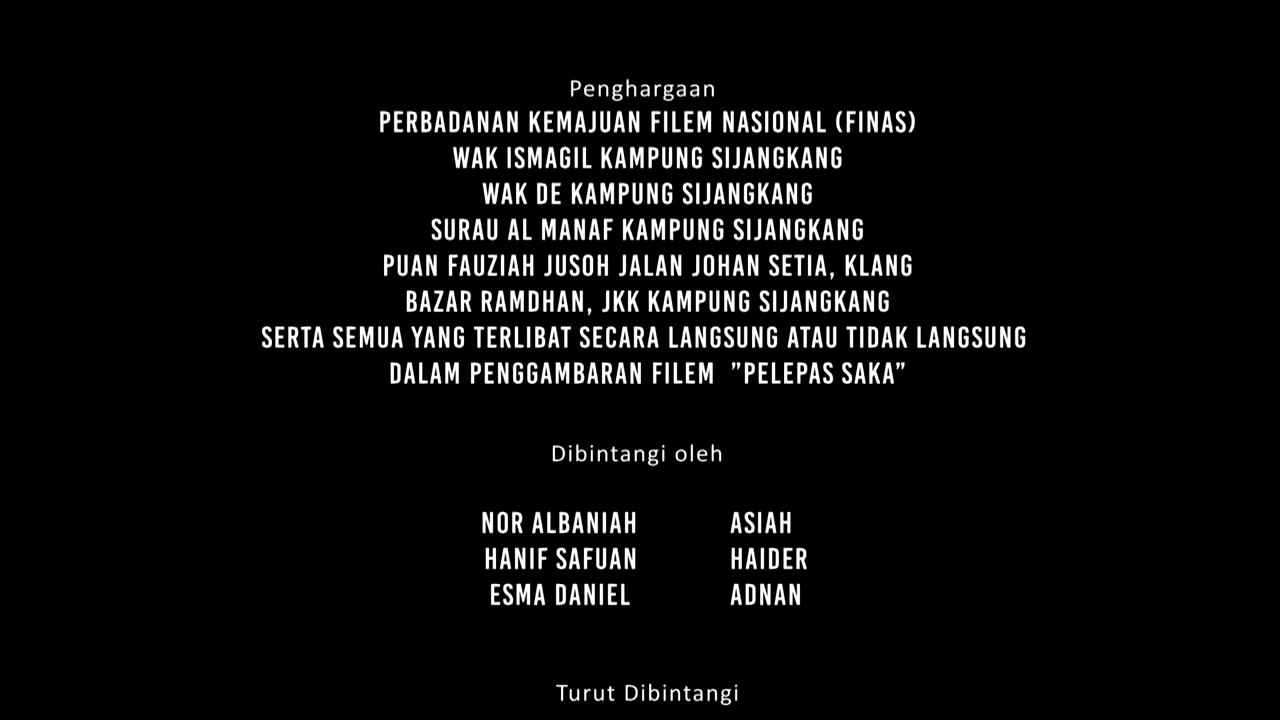 Penghargaan
PERBADANAN KEMAJUAN FILEM NASIONAL (FINAS)
WAK ISMAGIL KAMPUNG SIJANGKANG
WAK DE KAMPUNG SIJANGKANG
SURAU AL MANAF KAMPUNG SIJANGKANG
PUAN FAUZIAH JUSOH JALAN JOHAN SETIA, KLANG
BAZAR RAMDHAN, JKK KAMPUNG SIJANGKANG
SERTA SEMUA YANG TERLIBAT SECARA LANGSUNG ATAU TIDAK LANGSUNG
DALAM PENGGAMBARAN FILEM ”PELEPAS SAKA”
Dibintangi oleh
NOR ALBANIAH ASIAH
HANIF SAFUAN HAIDER
ESMA DANIEL ADNAN
Turut Dibintangi